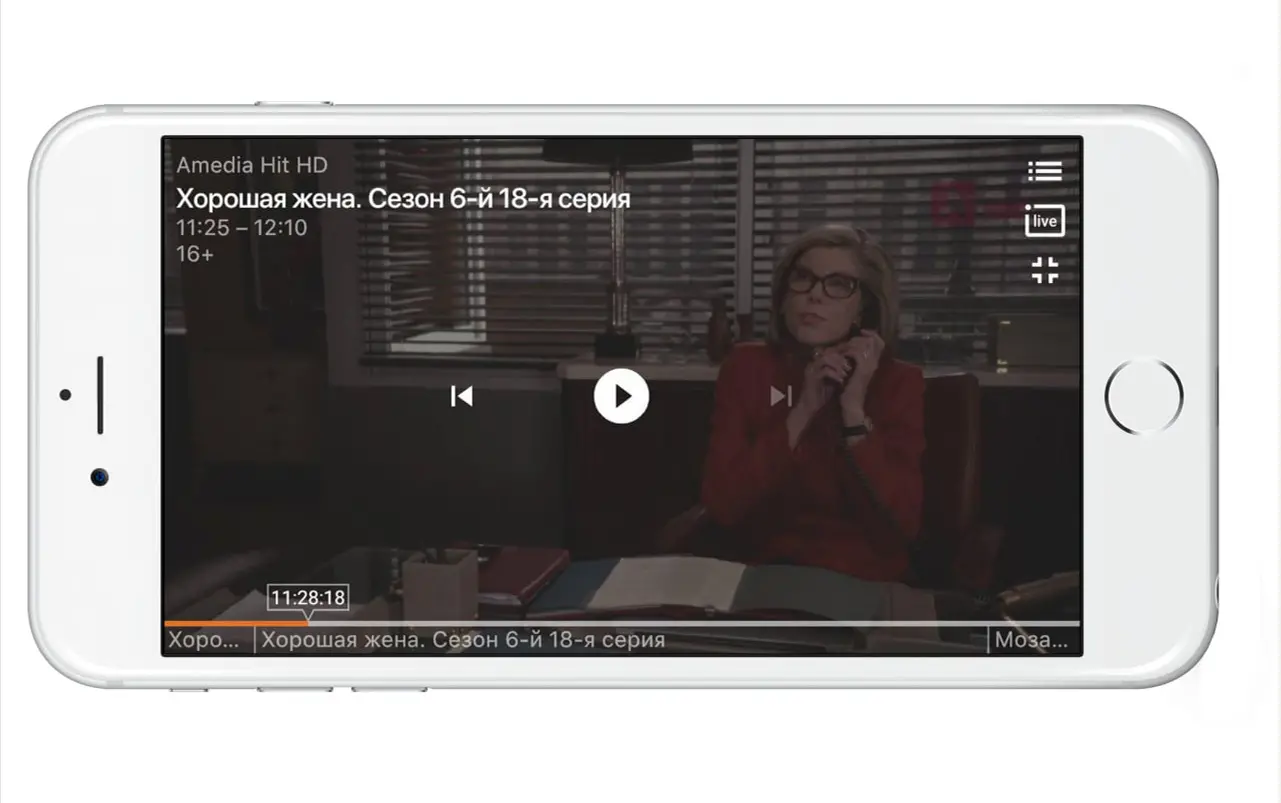 Amedia Hit HD
Хорошая жена. Сезон 6-й 18-я серия
11:25 – 12:10
16+
live
11:28:18
Хоро... Хорошая жена. Сезон 6-й 18-я серия Моза...